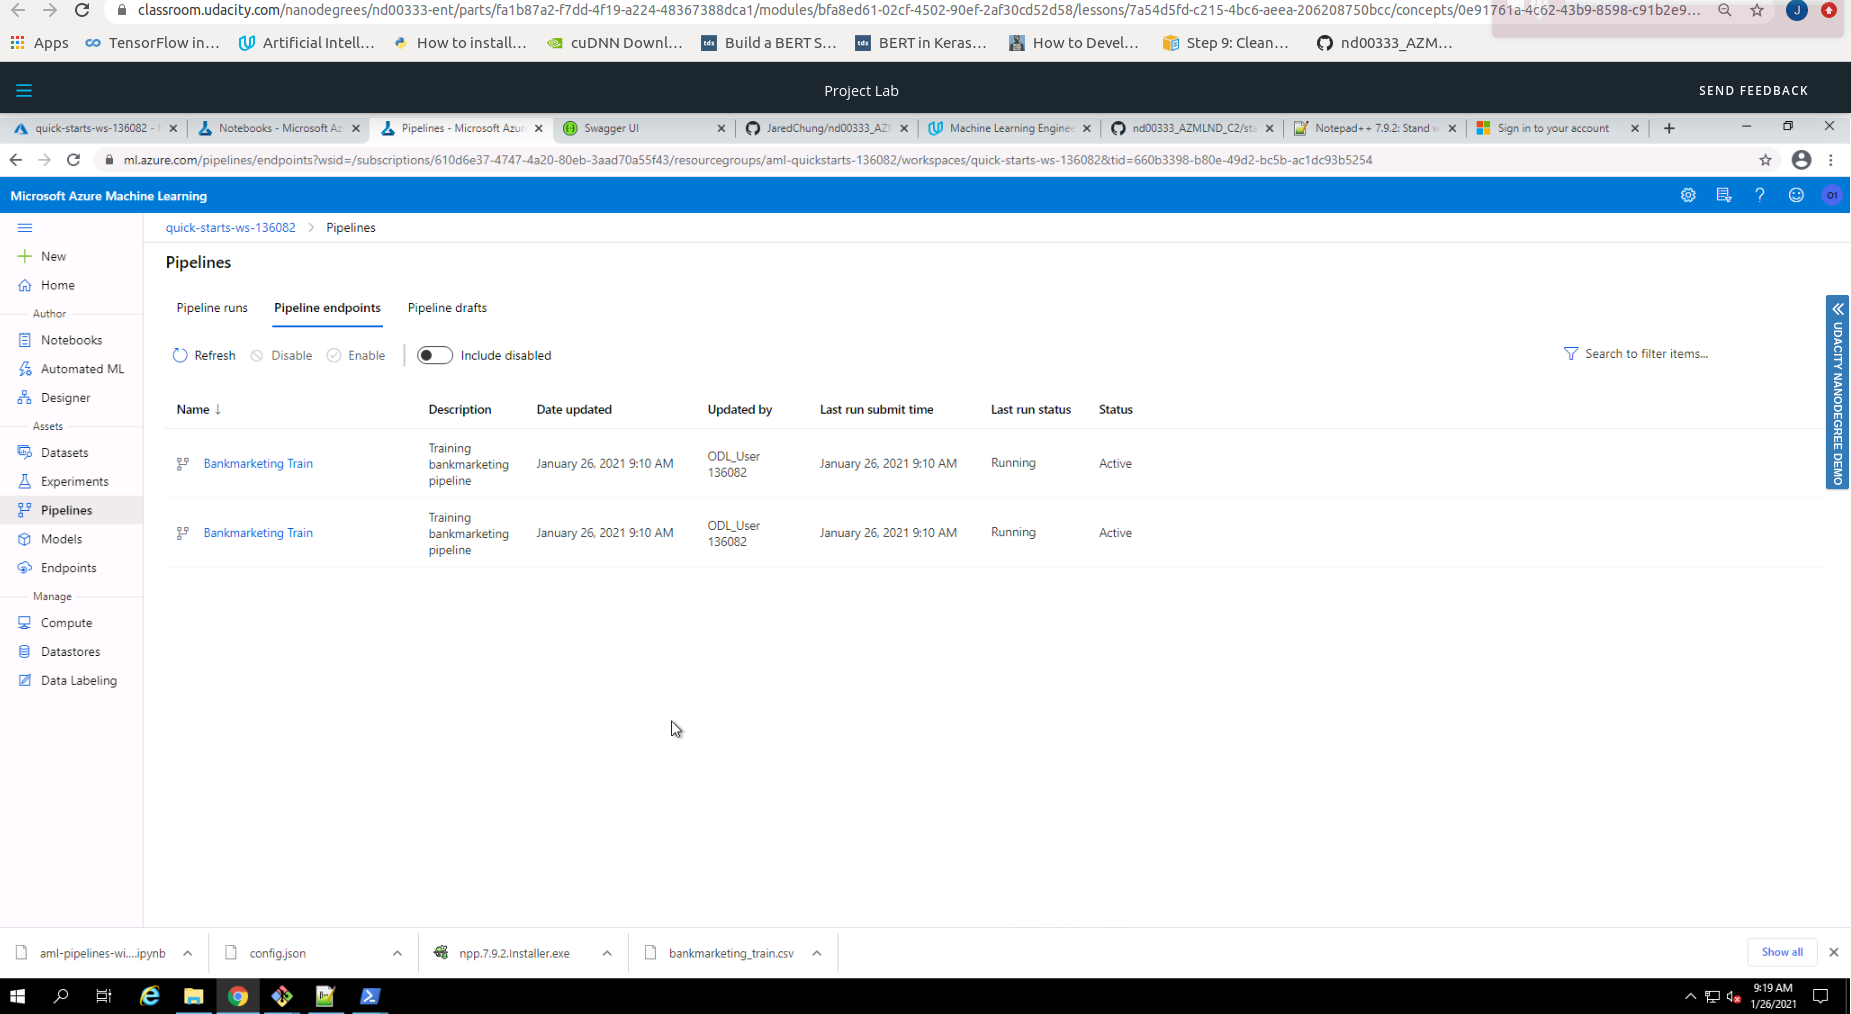 classroom.udacity.com/nanodegrees/nd00333-ent/parts/fa1b87a2-f7dd-4f19-a224-48367388dca1/modules/bfa8ed61-02cf-4502-90ef-2af30cd52d58/lessons/7a54d5fd-c215-4bc6-aeea-206208750bcc/concepts/0e91761a-4c62-43b9-8598-c91b2e9... J
Apps TensorFlow in... Artificial Intell... How to install... cuDNN Downl... tds Build a BERT S... tds BERT in Keras... How to Devel... Step 9: Clean... nd00333_AZM...
Project Lab SEND FEEDBACK
quick-starts-ws-136082 - Notebooks - Microsoft Az Pipelines - Microsoft Azur Swagger UI JaredChung/nd00333_AZ Machine Learning Enginee nd00333_AZMLND_C2/sta Notepad++ 7.9.2: Stand Sign in to your account
ml.azure.com/pipelines/endpoints?wsid=/subscriptions/610d6e37-4747-4a20-80eb-3aad70a55f43/resourcegroups/aml-quickstarts-136082/workspaces/quick-starts-ws-136082&tid=660b3398-b80e-49d2-bc5b-ac1dc93b5254
Microsoft Azure Machine Learning O1
quick-starts-ws-136082 > Pipelines
New
Home
Author
Notebooks
Automated ML
Designer
Assets
Datasets
Experiments
Pipelines
Models
Endpoints
Manage
Compute
Datastores
Data Labeling
Pipelines
Pipeline runs Pipeline endpoints Pipeline drafts
Refresh Disable Enable Include disabled Search to filter items...
Name ↓ Description Date updated Updated by Last run submit time Last run status Status
Bankmarketing Train Training bankmarketing pipeline January 26, 2021 9:10 AM ODL_User 136082 January 26, 2021 9:10 AM Running Active
Bankmarketing Train Training bankmarketing pipeline January 26, 2021 9:10 AM ODL_User 136082 January 26, 2021 9:10 AM Running Active
UDACITY NANODEGREE DEMO
aml-pipelines-wi....ipynb config.json npp.7.9.2.Installer.exe bankmarketing_train.csv Show all
9:19 AM
1/26/2021